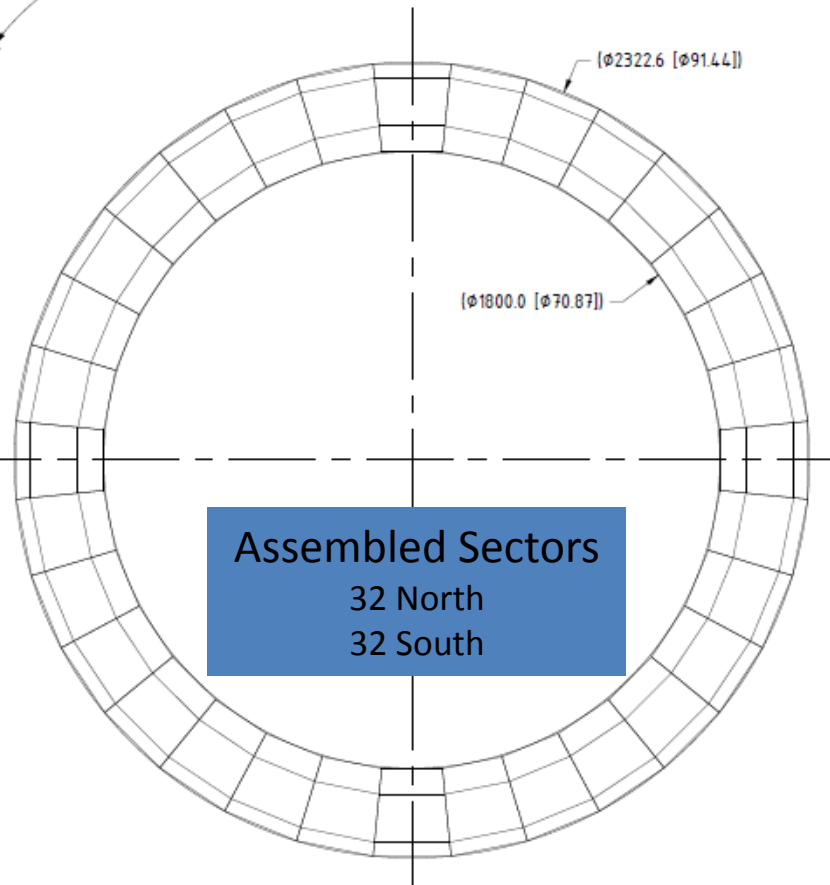 (Ø2322.6 [Ø91.44])
(Ø1800.0 [Ø70.87])
Assembled Sectors
32 North
32 South